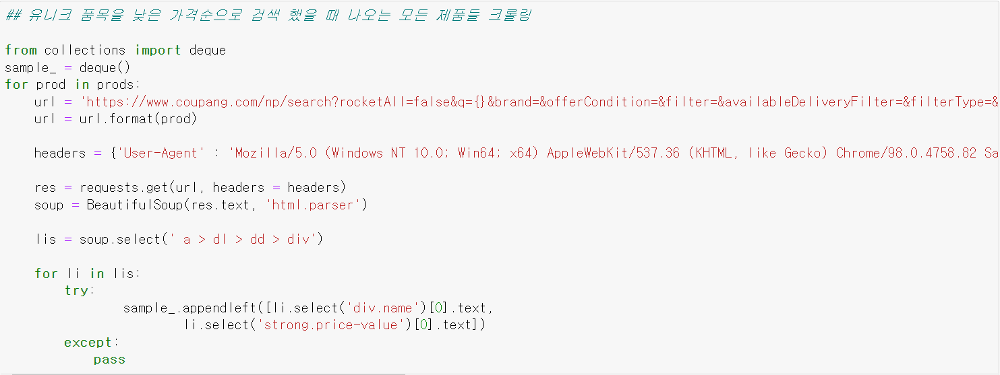 ## 유니크 품목을 낮은 가격순으로 검색 했을 때 나오는 모든 제품들 크롤링
from collections import deque
sample_ = deque()
for prod in prods:
url = 'https://www.coupang.com/np/search?rocketAll=false&q={}&brand=&offerCondition=&filter=&availableDeliveryFilter=&filterType=&
url = url.format(prod)
headers = {'User-Agent' : 'Mozilla/5.0 (Windows NT 10.0; Win64; x64) AppleWebKit/537.36 (KHTML, like Gecko) Chrome/98.0.4758.82 Sa
res = requests.get(url, headers = headers)
soup = BeautifulSoup(res.text, 'html.parser')
lis = soup.select(' a > dl > dd > div')
for li in lis:
try:
sample_.appendleft([li.select('div.name')[0].text,
li.select('strong.price-value')[0].text])
except:
pass